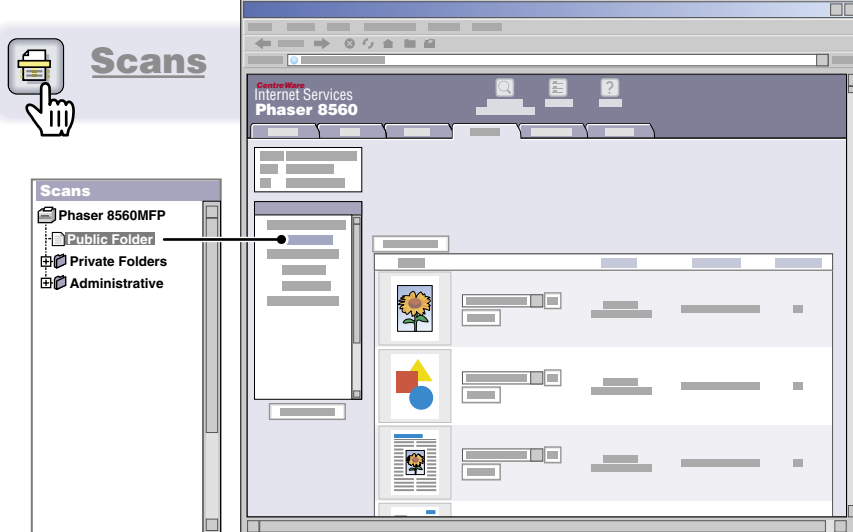 Scans
CentreWare
Internet Services
Phaser 8560
?
Scans
Phaser 8560MFP
Public Folder
Private Folders
Administrative